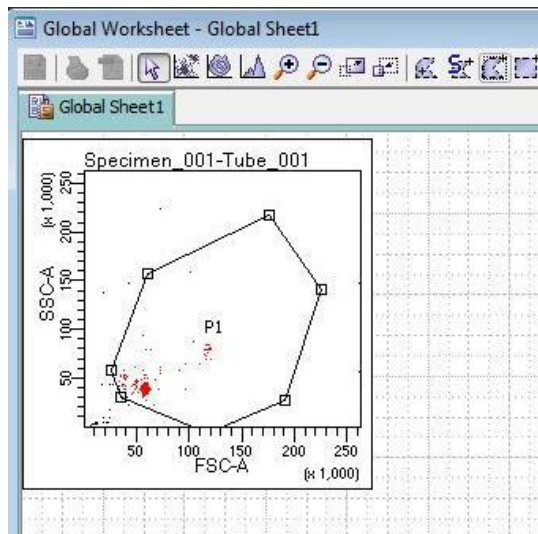 Global Worksheet - Global Sheet1
Global Sheet1
Specimen_001-Tube_001
(x 1,000)
SSC-A
250
200
150
100
50
P1
50 100 150 200 250
FSC-A
(x 1,000)